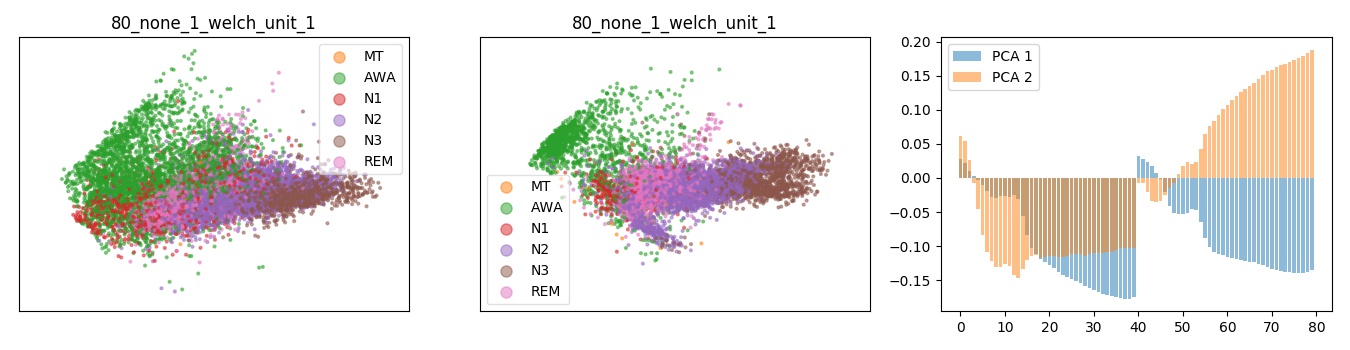 80_none_1_welch_unit_1
MT
AWA
N1
N2
N3
REM
80_none_1_welch_unit_1
MT
AWA
N1
N2
N3
REM
PCA 1
PCA 2
0.20
0.15
0.10
0.05
0.00
−0.05
−0.10
−0.15
0 10 20 30 40 50 60 70 80